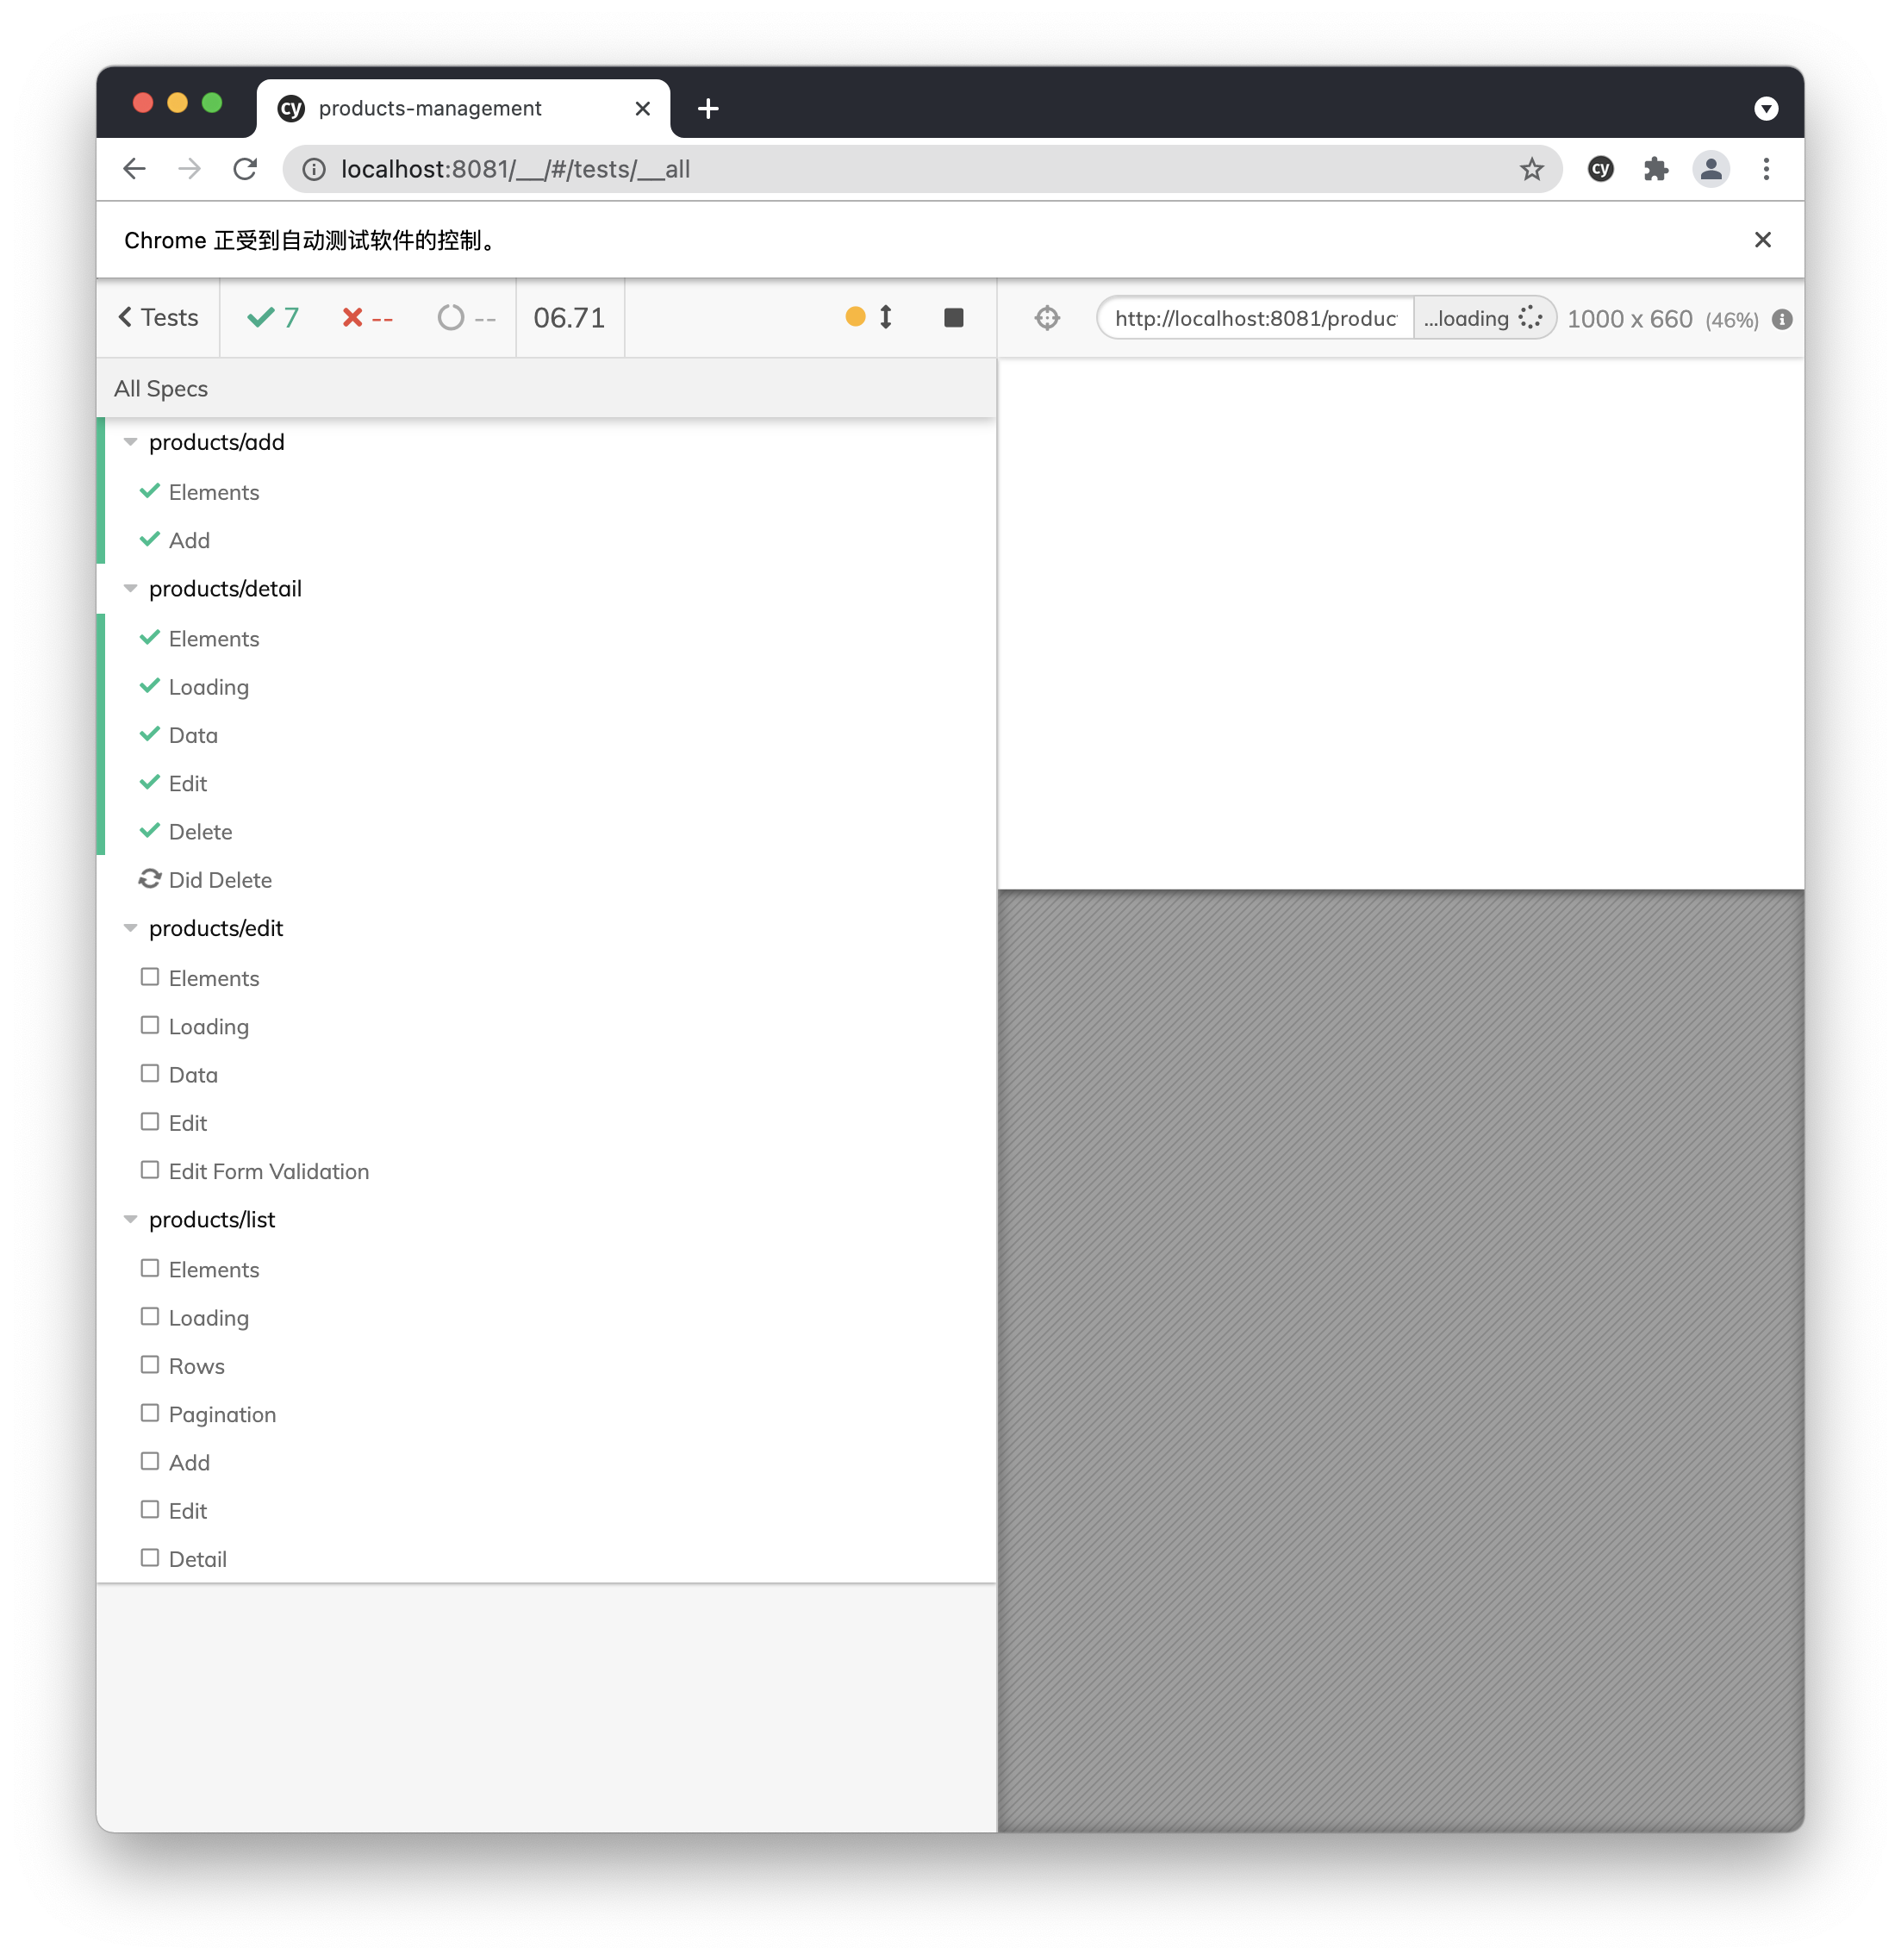 cy products-management
localhost:8081/__/#/tests/__all cy
Chrome 正受到自动测试软件的控制。
Tests 7 -- -- 06.71 http://localhost:8081/produc ...loading 1000 x 660 (46%)
All Specs
products/add
Elements
Add
products/detail
Elements
Loading
Data
Edit
Delete
Did Delete
products/edit
Elements
Loading
Data
Edit
Edit Form Validation
products/list
Elements
Loading
Rows
Pagination
Add
Edit
Detail